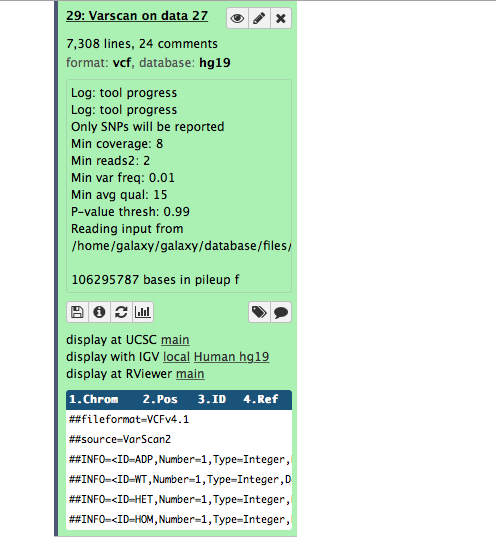 29: Varscan on data 27
7,308 lines, 24 comments
format: vcf, database: hg19
Log: tool progress
Log: tool progress
Only SNPs will be reported
Min coverage: 8
Min reads2: 2
Min var freq: 0.01
Min avg qual: 15
P-value thresh: 0.99
Reading input from
/home/galaxy/galaxy/database/files/
106295787 bases in pileup f
display at UCSC main
display with IGV local Human hg19
display at RViewer main
1.Chrom 2.Pos 3.ID 4.Ref
##fileformat=VCFv4.1
##source=VarScan2
##INFO=<ID=ADP,Number=1,Type=Integer,
##INFO=<ID=WT,Number=1,Type=Integer,D
##INFO=<ID=HET,Number=1,Type=Integer,
##INFO=<ID=HOM,Number=1,Type=Integer,